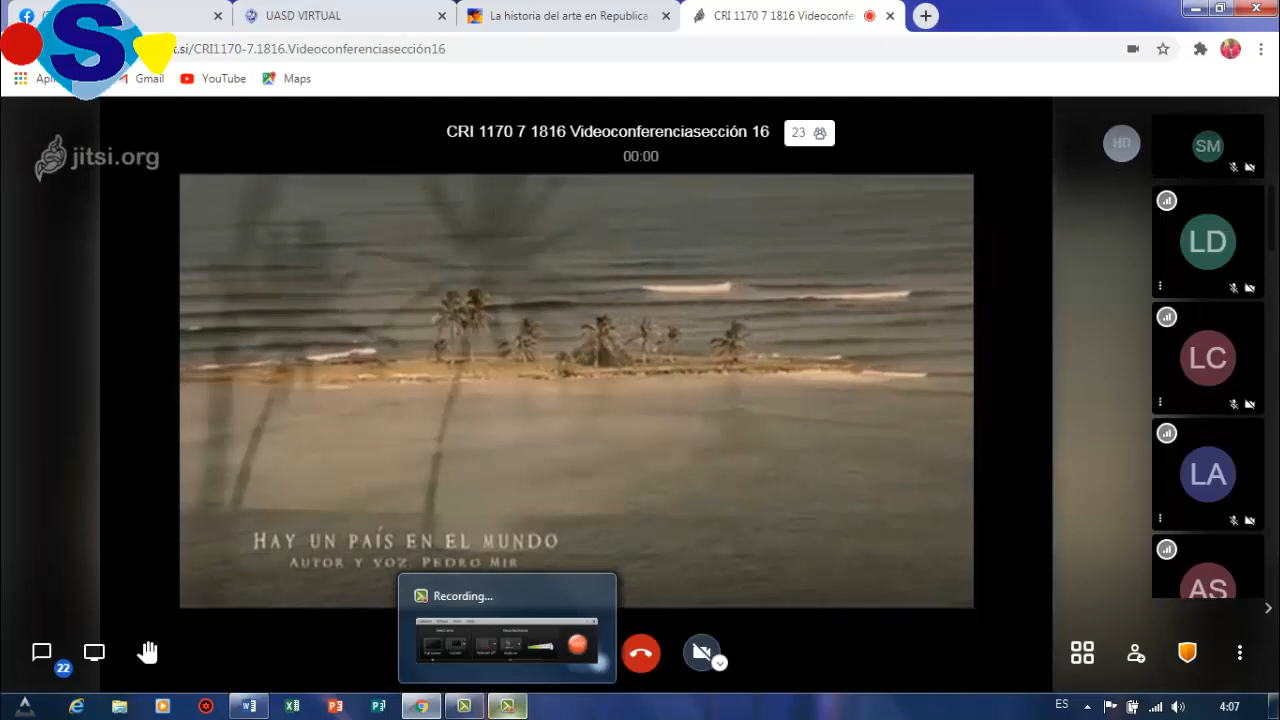 UASD VIRTUAL
La historia del arte en Republica
CRI 1170 7 1816 Videoconfe
S
t.si/CRI1170-7.1816.Videoconferenciasección16
Gmail
YouTube
Maps
jitsi.org
CRI 1170 7 1816 Videoconferenciasección 16
23
00:00
HD
SM
LD
LC
LA
AS
HAY UN PAÍS EN EL MUNDO
AUTOR Y VOZ, PEDRO MIR
Recording...
22
ES
4:07